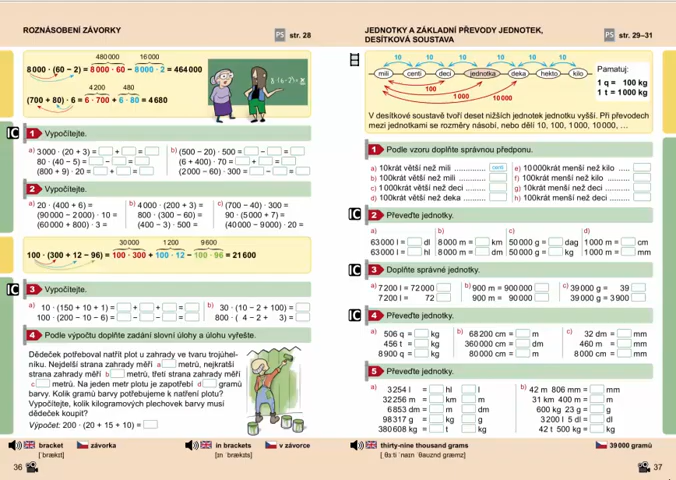 ROZNÁSOBENÍ ZÁVORKY
PS str. 28
480 000 16 000
8 000 · (60 – 2) = 8 000 · 60 – 8 000 · 2 = 464 000
4 200 480
(700 + 80) · 6 = 6 · 700 + 6 · 80 = 4 680
1 Vypočítejte.
a) 3 000 · (20 + 3) = + =
80 · (40 – 5) = – =
(800 + 9) · 20 = + =
b) (500 – 20) · 500 = – =
(6 + 400) · 70 = + =
(2 000 – 60) · 300 = – =
2 Vypočítejte.
a) 20 · (400 + 6) =
(90 000 – 2 000) · 10 =
(60 000 + 800) · 3 =
b) 4 000 · (200 + 3) =
800 · (300 – 60) =
(400 – 3) · 500 =
c) (700 – 40) · 300 =
90 · (5 000 + 7) =
(40 000 – 9 000) · 20 =
30 000 1 200 9 600
100 · (300 + 12 – 96) = 100 · 300 + 100 · 12 – 100 · 96 = 21 600
3 Vypočítejte.
a) 10 · (150 + 10 + 1) = + + =
100 · (200 – 10 – 6) = – – =
b) 30 · (10 – 2 + 100) =
800 · ( 4 – 2 + 3) =
4 Podle výpočtu doplňte zadání slovní úlohy a úlohu vyřešte.
Dědeček potřeboval natřít plot u zahrady ve tvaru trojúhel-
níku. Nejdelší strana zahrady měří a metrů, nejkratší
strana zahrady měří b metrů, třetí strana zahrady měří
c metrů. Na jeden metr plotu je zapotřebí d gramů
barvy. Kolik gramů barvy potřebujeme k natření plotu?
Vypočítejte, kolik kilogramových plechovek barvy musí
dědeček koupit?
Výpočet: 200 · (20 + 15 + 10) =
bracket závorka
[ˈbrækɪt]
in brackets v závorce
[ɪn ˈbrækɪts]
36
JEDNOTKY A ZÁKLADNÍ PŘEVODY JEDNOTEK,
DESÍTKOVÁ SOUSTAVA
PS str. 29–31
10 10 10 10 10
mili centi deci jednotka deka hekto kilo
100
1 000 10 000
Pamatuj:
1 q = 100 kg
1 t = 1000 kg
V desítkové soustavě tvoří deset nižších jednotek jednotku vyšší. Při převodech
mezi jednotkami se rozměry násobí, nebo dělí 10, 100, 1 000, 10 000, …
1 Podle vzoru doplňte správnou předponu.
a) 10krát větší než mili .............. centi
b) 100krát větší než mili ............
c) 1 000krát větší než deci .........
d) 100krát větší než deka ..........
e) 10 000krát menší než kilo .....
f) 100krát menší než kilo ..........
g) 10krát menší než deci ..........
h) 100krát menší než deci ........
2 Převeďte jednotky.
a) b) c) d)
63 000 l = dl 8 000 m = km 50 000 g = dag 1 000 m = cm
63 000 l = hl 8 000 m = dm 50 000 g = kg 1 000 m = mm
3 Doplňte správné jednotky.
a) 7 200 l = 72 000
7 200 l = 72
b) 900 m = 900 000
900 m = 90 000
c) 39 000 g = 39
39 000 g = 3 900
4 Převeďte jednotky.
a) 506 q = kg
456 t = kg
8 900 q = kg
b) 68 200 cm = m
360 000 cm = dm
80 000 cm = m
c) 32 dm = mm
460 m = mm
8 000 cm = mm
5 Převeďte jednotky.
a) 3 254 l = hl l
32 256 m = km m
6 853 dm = m dm
98 317 g = kg g
380 608 kg = t kg
b) 42 m 806 mm = mm
31 km 400 m = m
600 kg 23 g = g
3 200 l 5 dl = dl
42 t 500 kg = kg
thirty-nine thousand grams 39 000 gramů
37